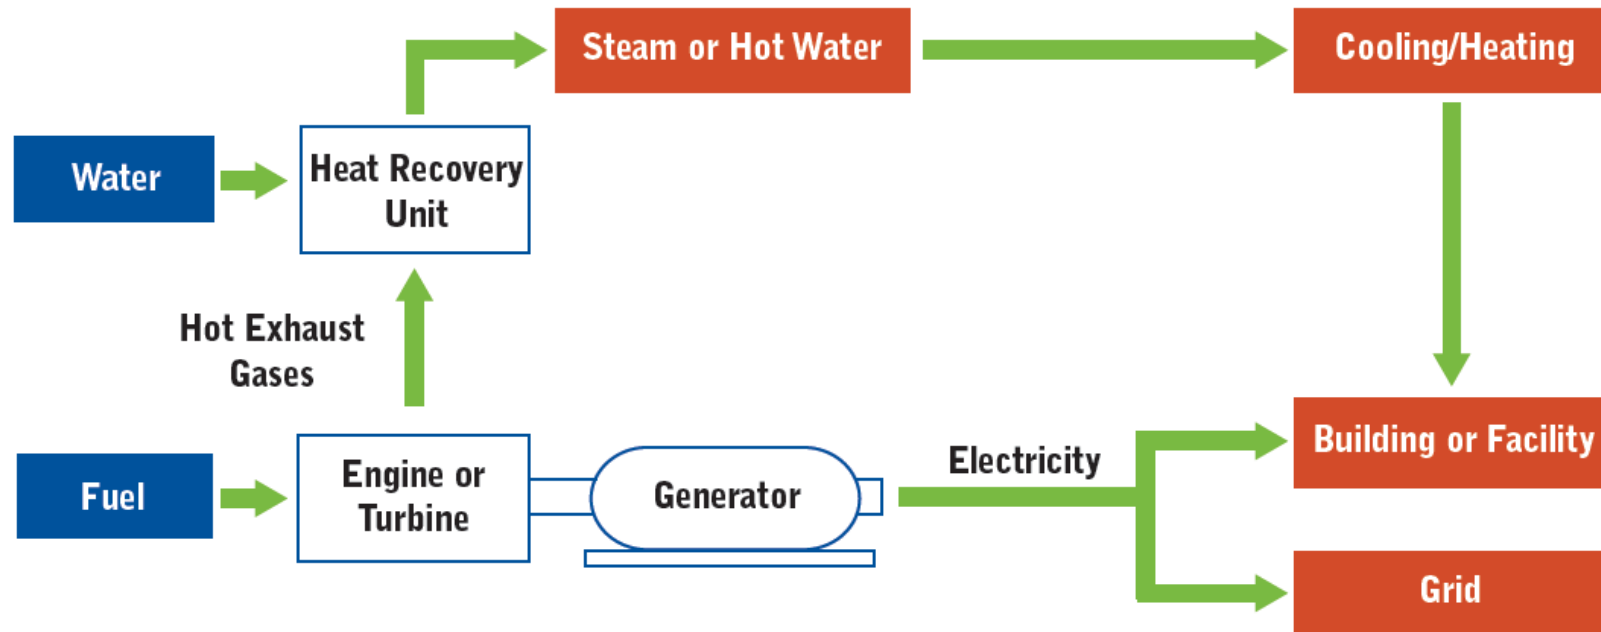 Steam or Hot Water
Cooling/Heating
Water
Heat Recovery
Unit
Hot Exhaust
Gases
Fuel
Engine or
Turbine
Generator
Electricity
Building or Facility
Grid